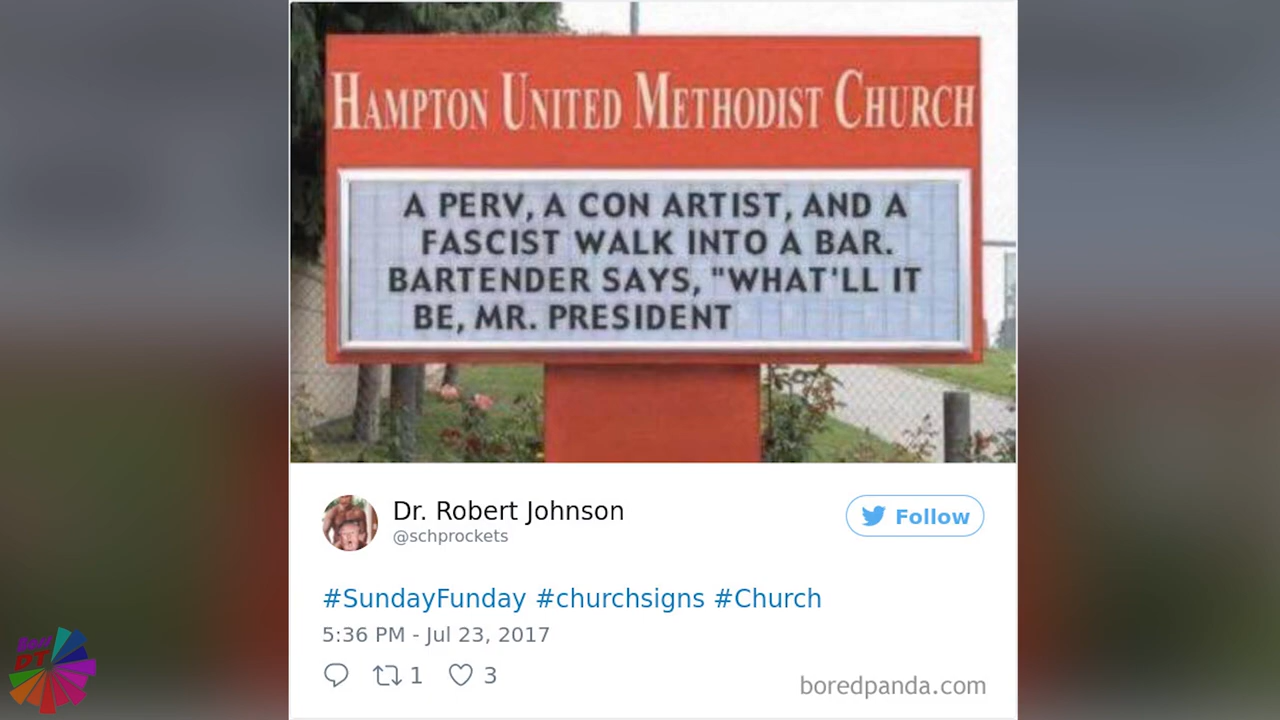 HAMPTON UNITED METHODIST CHURCH
A PERV, A CON ARTIST, AND A
FASCIST WALK INTO A BAR.
BARTENDER SAYS, "WHAT'LL IT
BE, MR. PRESIDENT
Dr. Robert Johnson
@schprockets
Follow
#SundayFunday #churchsigns #Church
5:36 PM - Jul 23, 2017
1 3
boredpanda.com
Best
DT